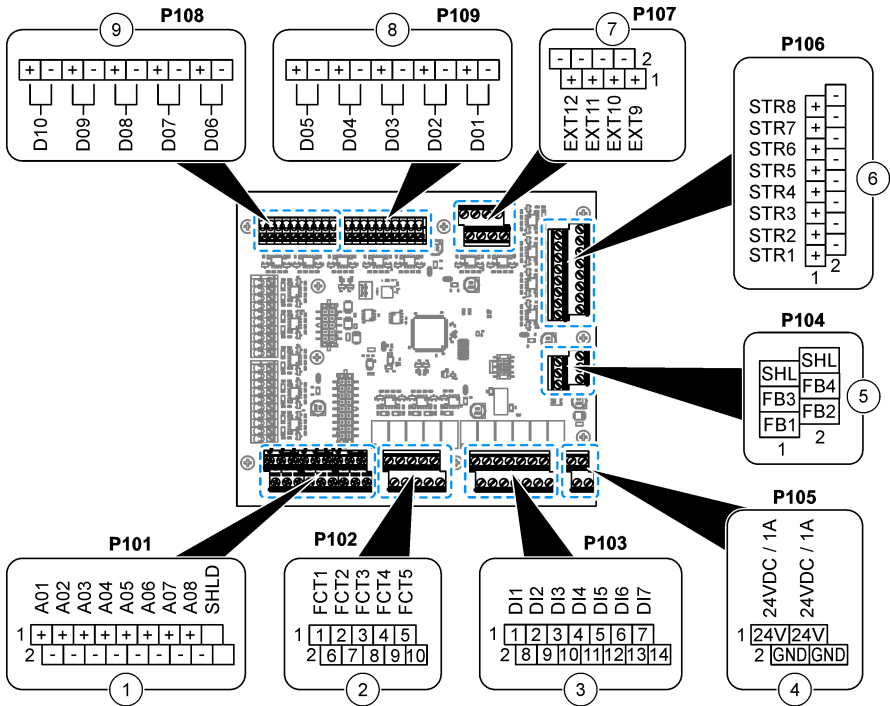 9 P108
+ - + - + - + - + -
D10 D09 D08 D07 D06
8 P109
+ - + - + - + - + -
D05 D04 D03 D02 D01
7 P107
- - - - 2
+ + + + 1
EXT12 EXT11 EXT10 EXT9
P106
-
STR8 + -
STR7 + -
STR6 + -
STR5 + -
STR4 + -
STR3 + -
STR2 + -
STR1 +
1 2
6
P104
SHL SHL
FB3 FB4
FB1 FB2
1 2
5
P101
A01 A02 A03 A04 A05 A06 A07 A08 SHLD
1 + + + + + + + +
2 - - - - - - - -
1
P102
FCT1 FCT2 FCT3 FCT4 FCT5
1 1 2 3 4 5
2 6 7 8 9 10
2
P103
DI1 DI2 DI3 DI4 DI5 DI6 DI7
1 1 2 3 4 5 6 7
2 8 9 10 11 12 13 14
3
P105
24VDC / 1A 24VDC / 1A
1 24V 24V
2 GND GND
4